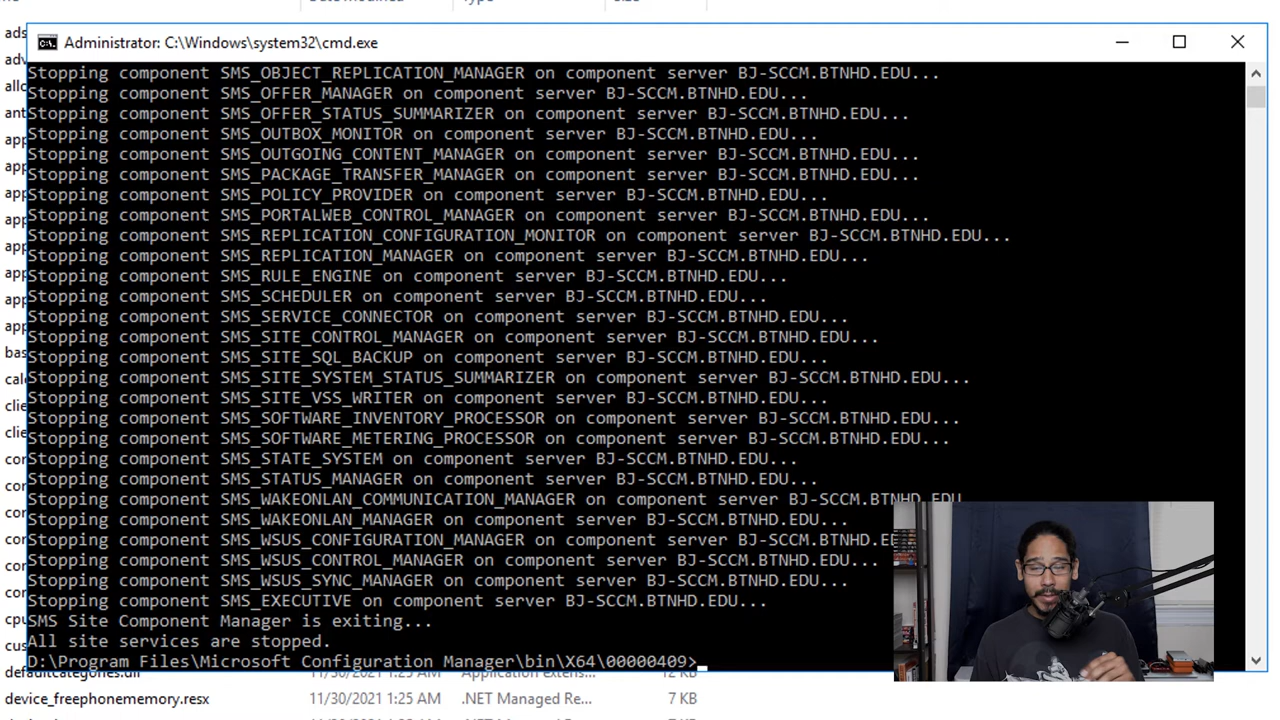 Administrator: C:\Windows\system32\cmd.exe
Stopping component SMS_OBJECT_REPLICATION_MANAGER on component server BJ-SCCM.BTNHD.EDU...
Stopping component SMS_OFFER_MANAGER on component server BJ-SCCM.BTNHD.EDU...
Stopping component SMS_OFFER_STATUS_SUMMARIZER on component server BJ-SCCM.BTNHD.EDU...
Stopping component SMS_OUTBOX_MONITOR on component server BJ-SCCM.BTNHD.EDU...
Stopping component SMS_OUTGOING_CONTENT_MANAGER on component server BJ-SCCM.BTNHD.EDU...
Stopping component SMS_PACKAGE_TRANSFER_MANAGER on component server BJ-SCCM.BTNHD.EDU...
Stopping component SMS_POLICY_PROVIDER on component server BJ-SCCM.BTNHD.EDU...
Stopping component SMS_PORTALWEB_CONTROL_MANAGER on component server BJ-SCCM.BTNHD.EDU...
Stopping component SMS_REPLICATION_CONFIGURATION_MONITOR on component server BJ-SCCM.BTNHD.EDU...
Stopping component SMS_REPLICATION_MANAGER on component server BJ-SCCM.BTNHD.EDU...
Stopping component SMS_RULE_ENGINE on component server BJ-SCCM.BTNHD.EDU...
Stopping component SMS_SCHEDULER on component server BJ-SCCM.BTNHD.EDU...
Stopping component SMS_SERVICE_CONNECTOR on component server BJ-SCCM.BTNHD.EDU...
Stopping component SMS_SITE_CONTROL_MANAGER on component server BJ-SCCM.BTNHD.EDU...
Stopping component SMS_SITE_SQL_BACKUP on component server BJ-SCCM.BTNHD.EDU...
Stopping component SMS_SITE_SYSTEM_STATUS_SUMMARIZER on component server BJ-SCCM.BTNHD.EDU...
Stopping component SMS_SITE_VSS_WRITER on component server BJ-SCCM.BTNHD.EDU...
Stopping component SMS_SOFTWARE_INVENTORY_PROCESSOR on component server BJ-SCCM.BTNHD.EDU...
Stopping component SMS_SOFTWARE_METERING_PROCESSOR on component server BJ-SCCM.BTNHD.EDU...
Stopping component SMS_STATE_SYSTEM on component server BJ-SCCM.BTNHD.EDU...
Stopping component SMS_STATUS_MANAGER on component server BJ-SCCM.BTNHD.EDU...
Stopping component SMS_WAKEONLAN_COMMUNICATION_MANAGER on component server BJ-SCCM.BTNHD.EDU
Stopping component SMS_WAKEONLAN_MANAGER on component server BJ-SCCM.BTNHD.EDU...
Stopping component SMS_WSUS_CONFIGURATION_MANAGER on component server BJ-SCCM.BTNHD.E
Stopping component SMS_WSUS_CONTROL_MANAGER on component server BJ-SCCM.BTNHD.EDU...
Stopping component SMS_WSUS_SYNC_MANAGER on component server BJ-SCCM.BTNHD.EDU...
Stopping component SMS_EXECUTIVE on component server BJ-SCCM.BTNHD.EDU...
SMS Site Component Manager is exiting...
All site services are stopped.
D:\Program Files\Microsoft Configuration Manager\bin\X64\00000409>
device_freephonememory.resx 11/30/2021 1:25 AM .NET Managed Re... 7 KB